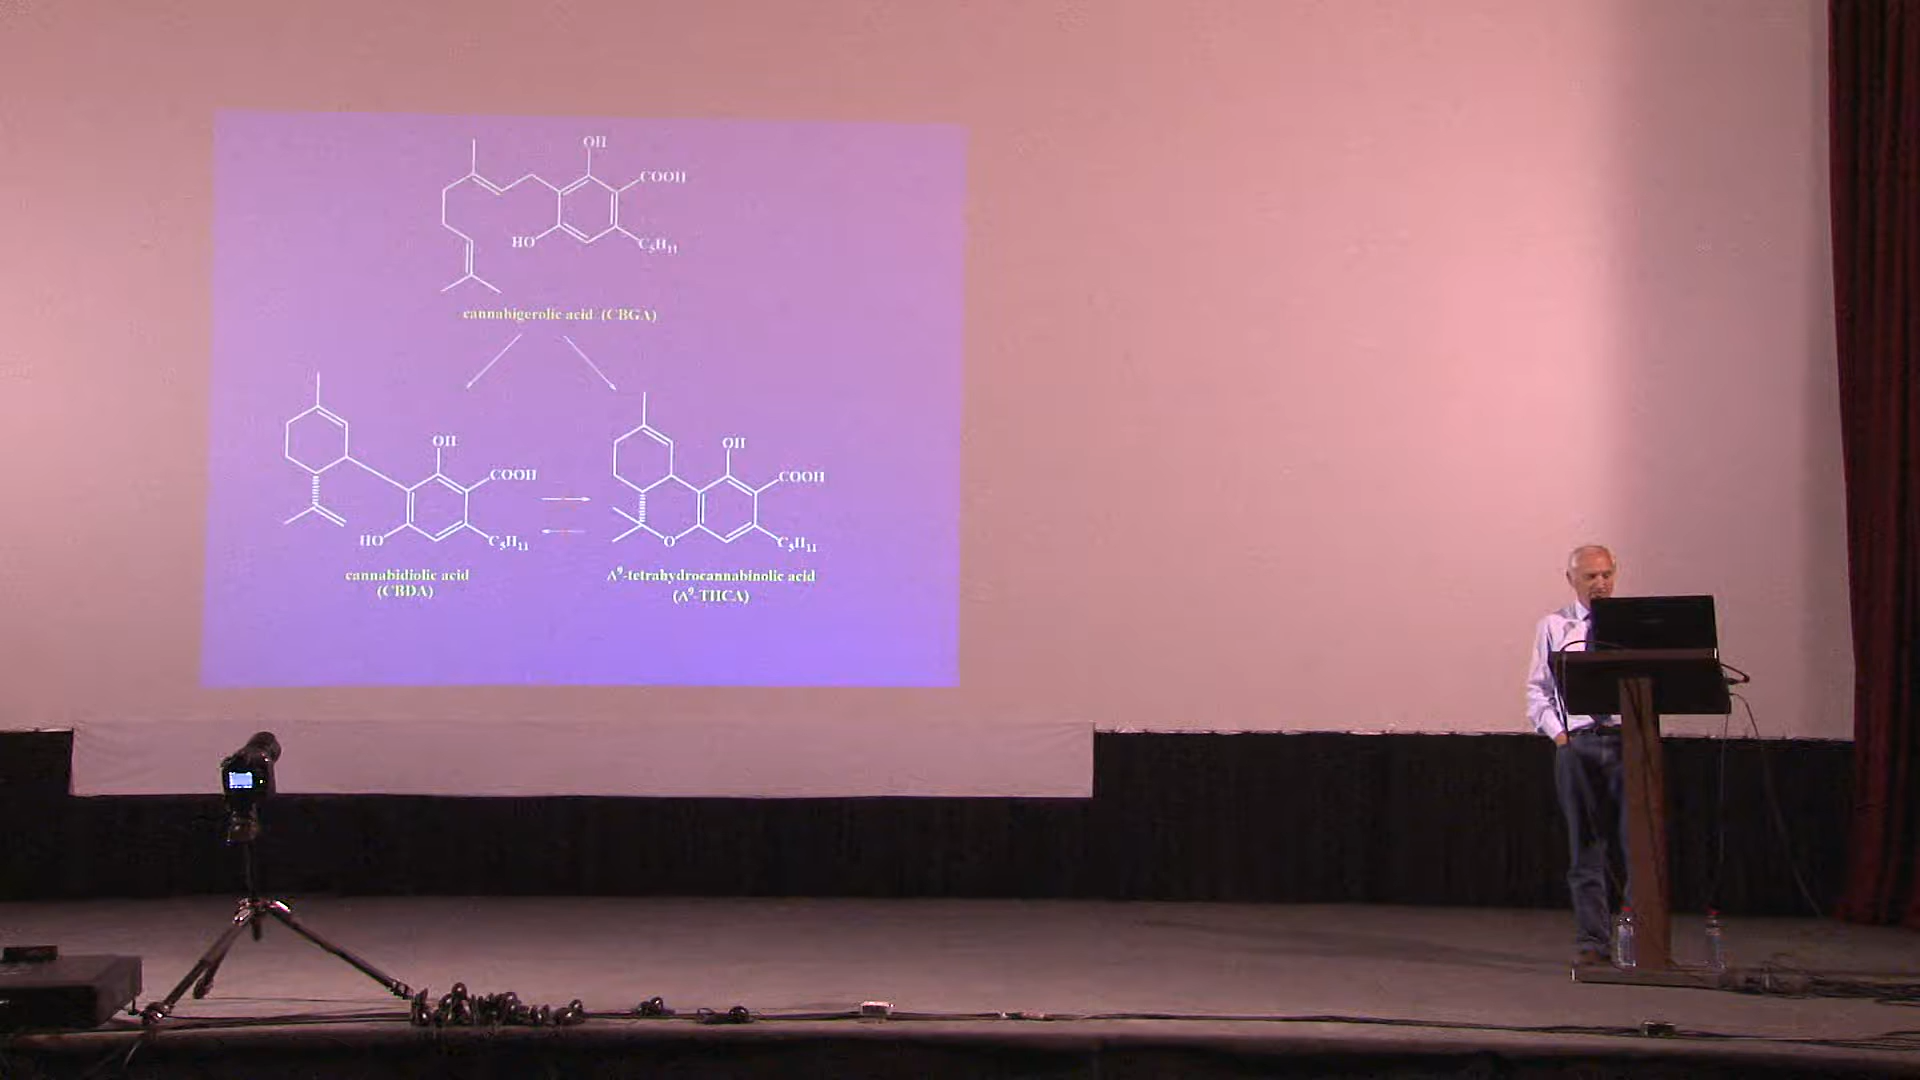 OH
COOH
HO
C₅H₁₁
cannabigerolic acid (CBGA)
OH
COOH
HO
C₅H₁₁
cannabidiolic acid
(CBDA)
OH
COOH
O
C₅H₁₁
Δ⁹-tetrahydrocannabinolic acid
(Δ⁹-THCA)